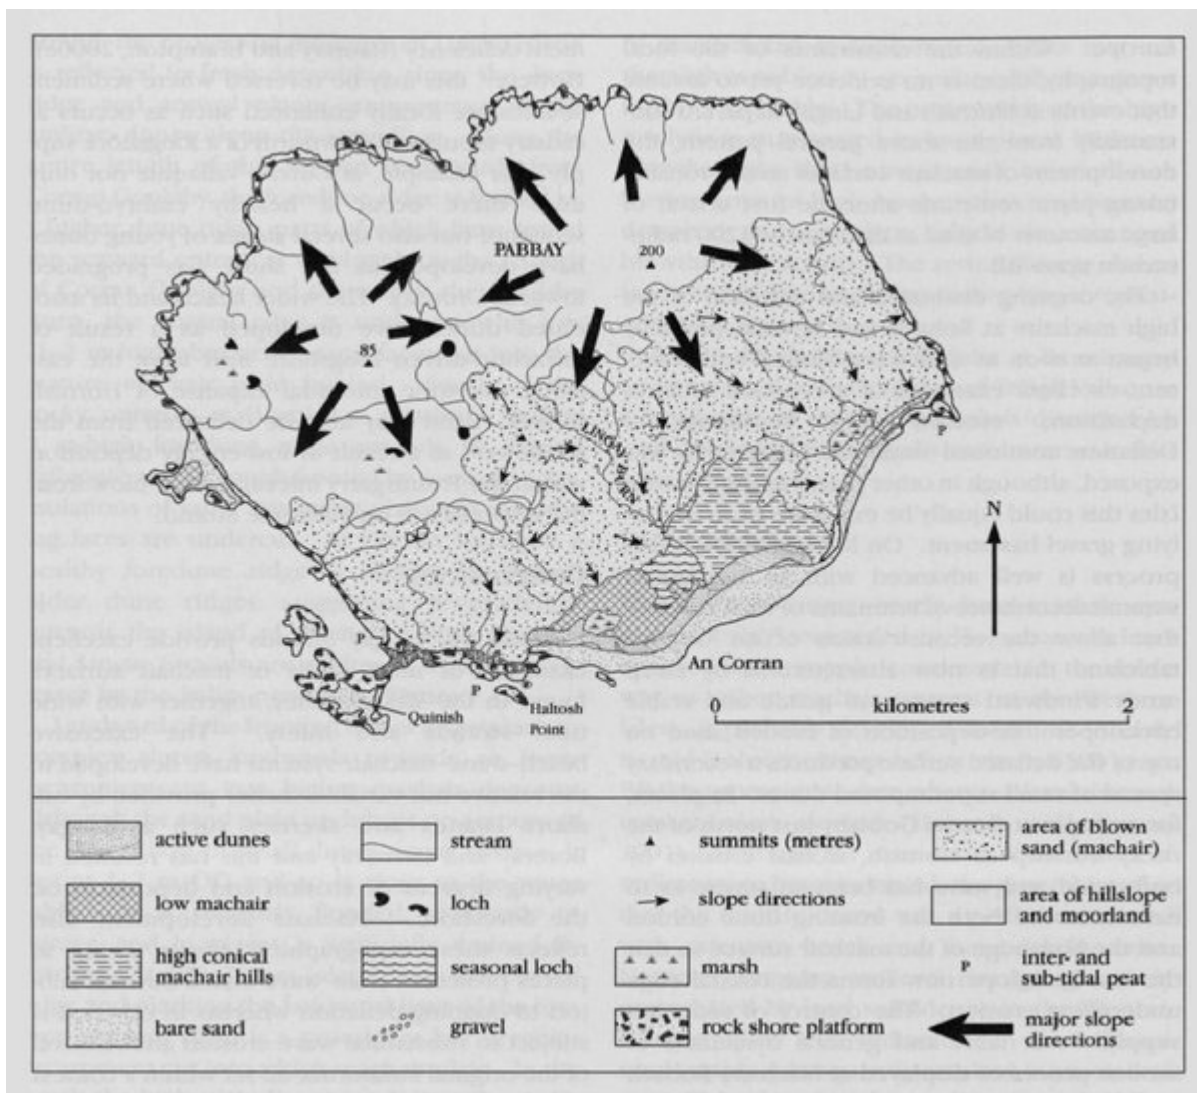 PABBAY
200
85
N
An Corran
P
Haltosh
Point
Quinish
0 kilometres 2
active dunes
stream
summits (metres)
area of blown
sand (machair)
low machair
loch
slope directions
area of hillslope
and moorland
high conical
machair hills
seasonal loch
marsh
P
inter- and
sub-tidal peat
bare sand
gravel
rock shore platform
major slope
directions